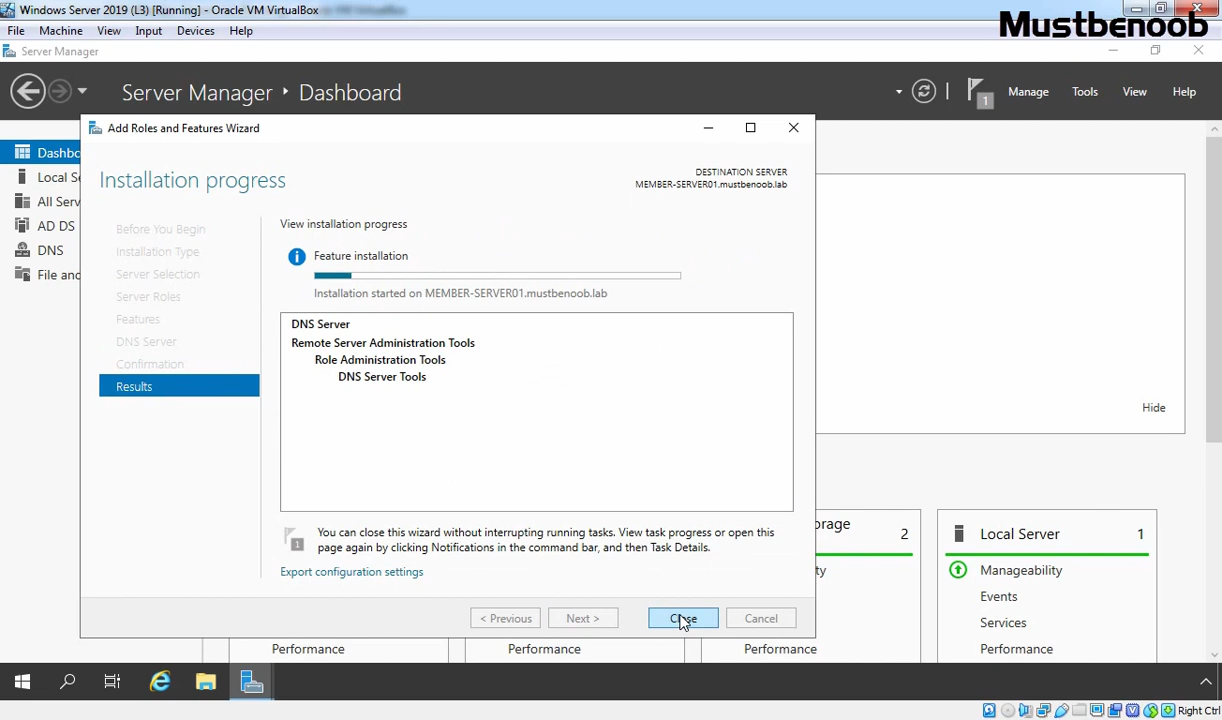 Windows Server 2019 (L3) [Running] - Oracle VM VirtualBox
Mustbenoob
File Machine View Input Devices Help
Server Manager
Server Manager • Dashboard
1
Manage Tools View Help
Dashbo
Local Se
All Serv
AD DS
DNS
File and
Add Roles and Features Wizard
Installation progress
DESTINATION SERVER
MEMBER-SERVER01.mustbenoob.lab
Before You Begin
Installation Type
Server Selection
Server Roles
Features
DNS Server
Confirmation
Results
View installation progress
Feature installation
Installation started on MEMBER-SERVER01.mustbenoob.lab
DNS Server
Remote Server Administration Tools
Role Administration Tools
DNS Server Tools
1
You can close this wizard without interrupting running tasks. View task progress or open this
page again by clicking Notifications in the command bar, and then Task Details.
Export configuration settings
< Previous
Next >
Close
Cancel
Hide
orage
2
ty
Local Server
1
Manageability
Events
Services
Performance
Performance
Performance
Performance
Right Ctrl